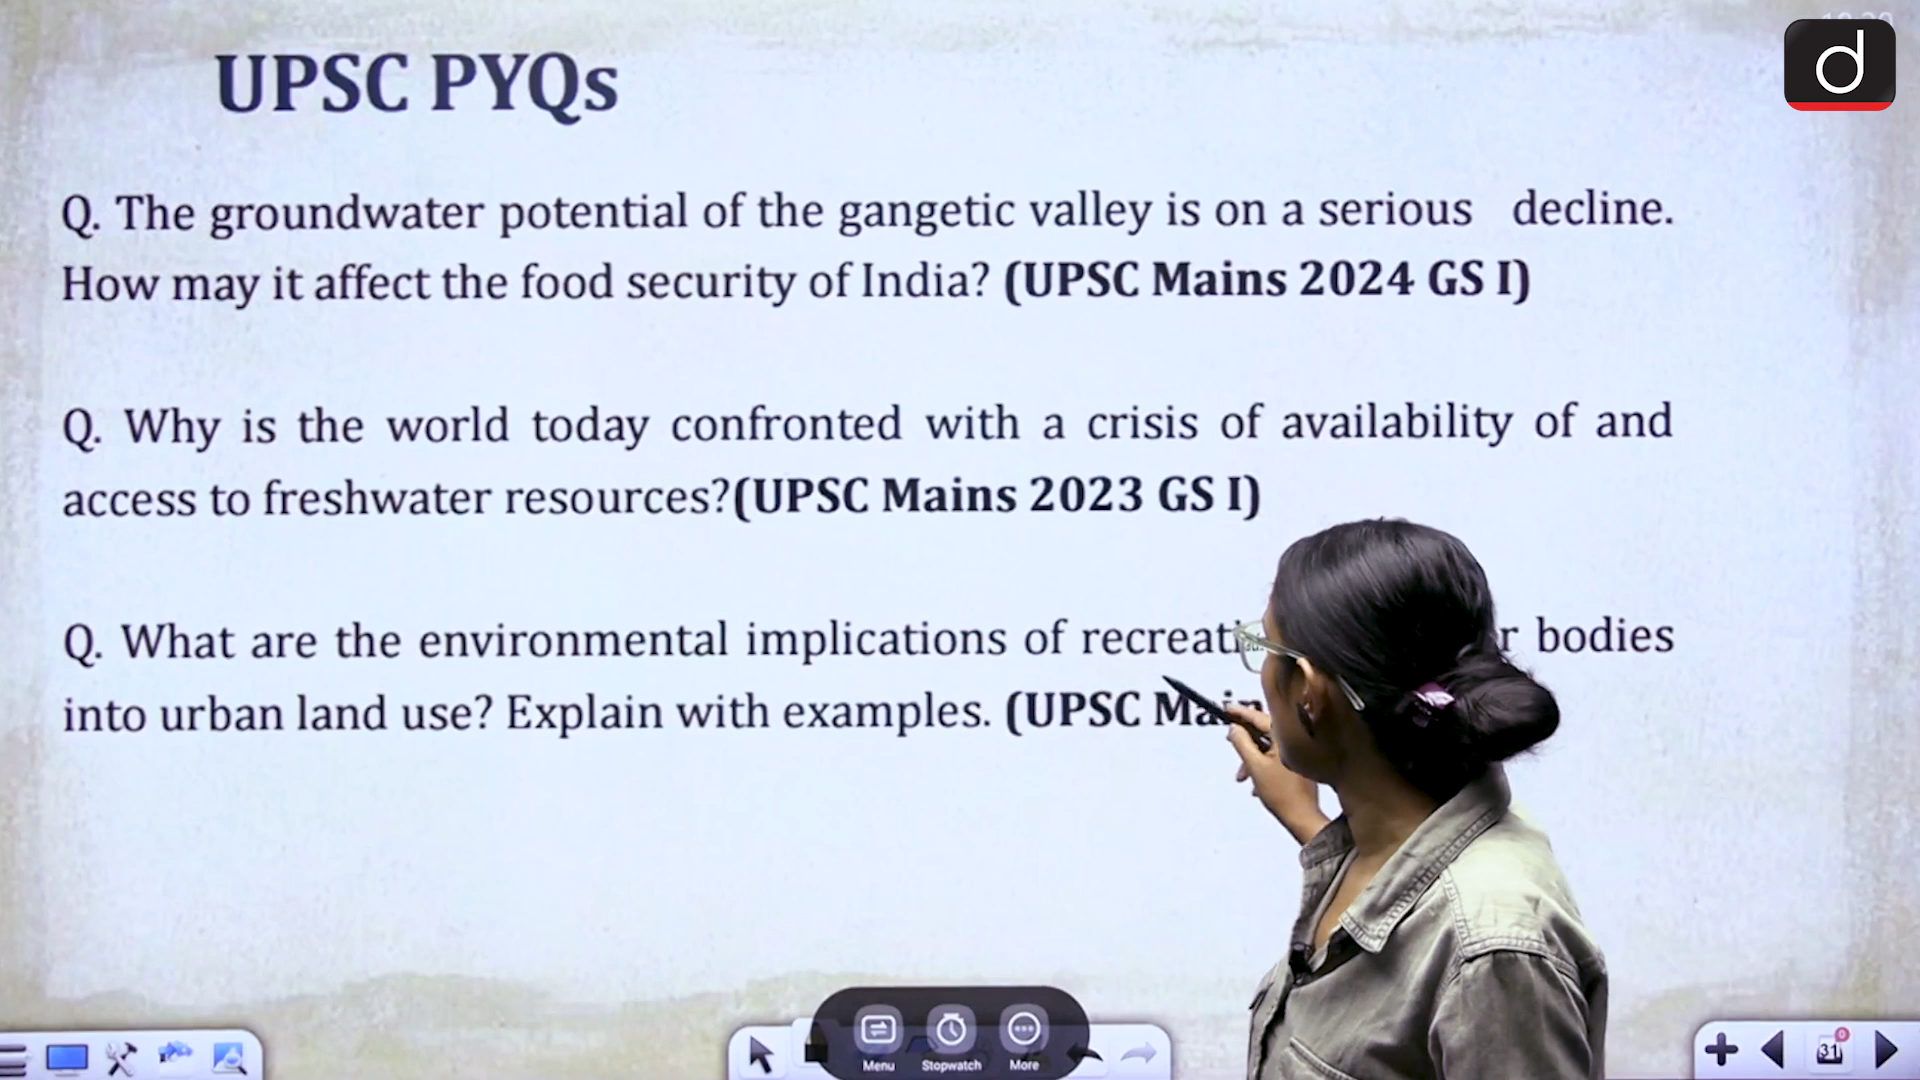 UPSC PYQs
Q. The groundwater potential of the gangetic valley is on a serious decline.
How may it affect the food security of India? (UPSC Mains 2024 GS I)
Q. Why is the world today confronted with a crisis of availability of and
access to freshwater resources?(UPSC Mains 2023 GS I)
Q. What are the environmental implications of bodies
into urban land use? Explain with examples. (UPSC
d
Menu Stopwatch More
31
0